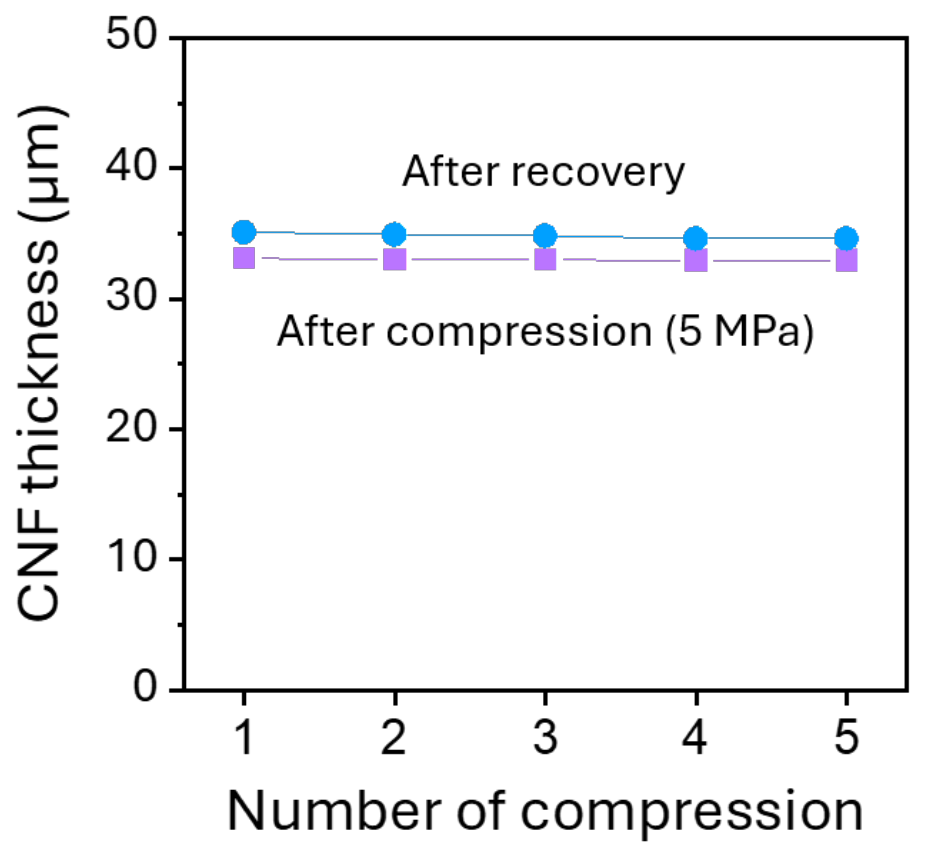 50
40
30
20
10
0
CNF thickness (μm)
After recovery
After compression (5 MPa)
1 2 3 4 5
Number of compression